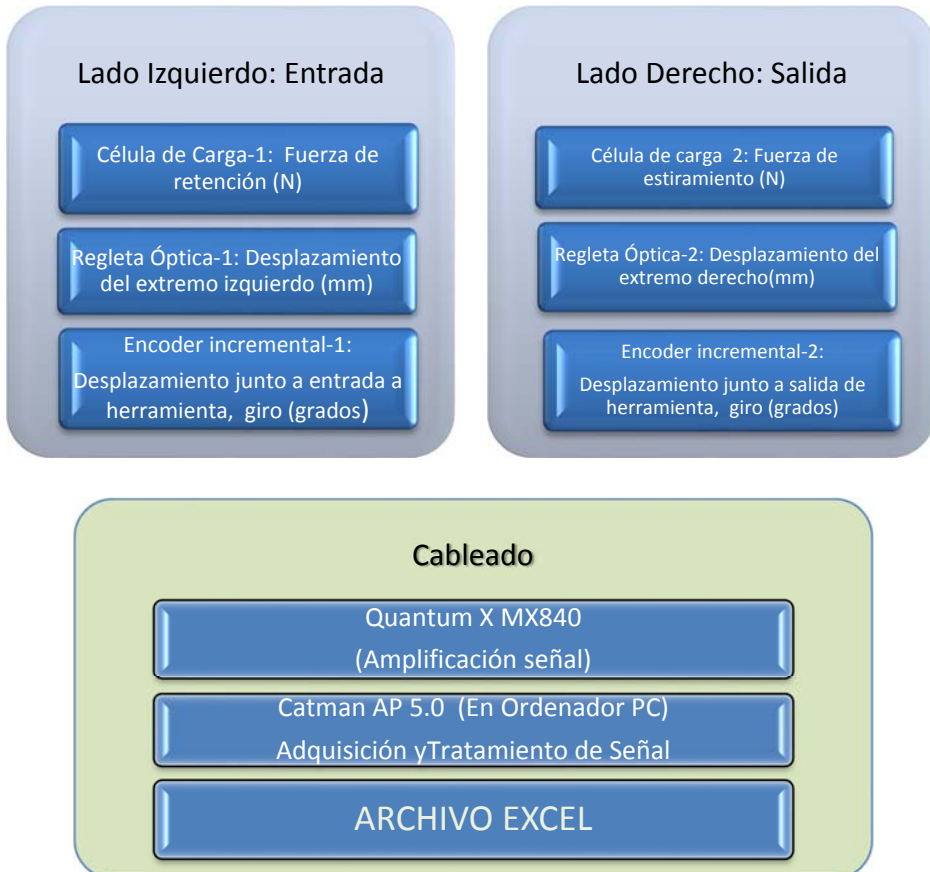 Lado Izquierdo: Entrada
Célula de Carga-1: Fuerza de
retención (N)
Regleta Óptica-1: Desplazamiento
del extremo izquierdo (mm)
Encoder incremental-1:
Desplazamiento junto a entrada a
herramienta, giro (grados)
Lado Derecho: Salida
Célula de carga 2: Fuerza de
estiramiento (N)
Regleta Óptica-2: Desplazamiento del
extremo derecho(mm)
Encoder incremental-2:
Desplazamiento junto a salida de
herramienta, giro (grados)
Cableado
Quantum X MX840
(Amplificación señal)
Catman AP 5.0 (En Ordenador PC)
Adquisición yTratamiento de Señal
ARCHIVO EXCEL